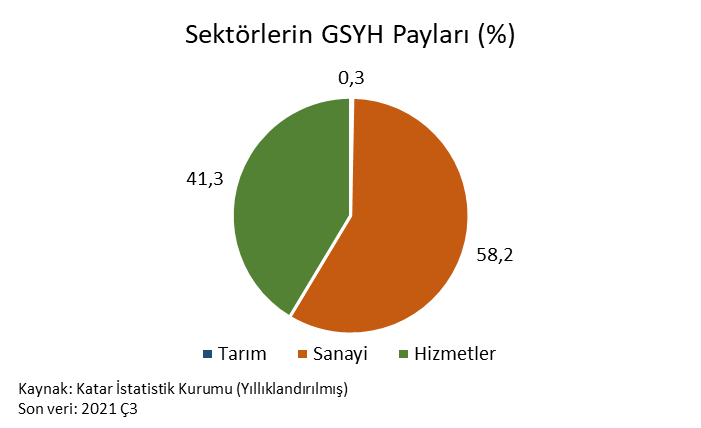 Sektörlerin GSYH Payları (%)
0,3
41,3
58,2
Tarım Sanayi Hizmetler
Kaynak: Katar İstatistik Kurumu (Yıllıklandırılmış)
Son veri: 2021 Ç3